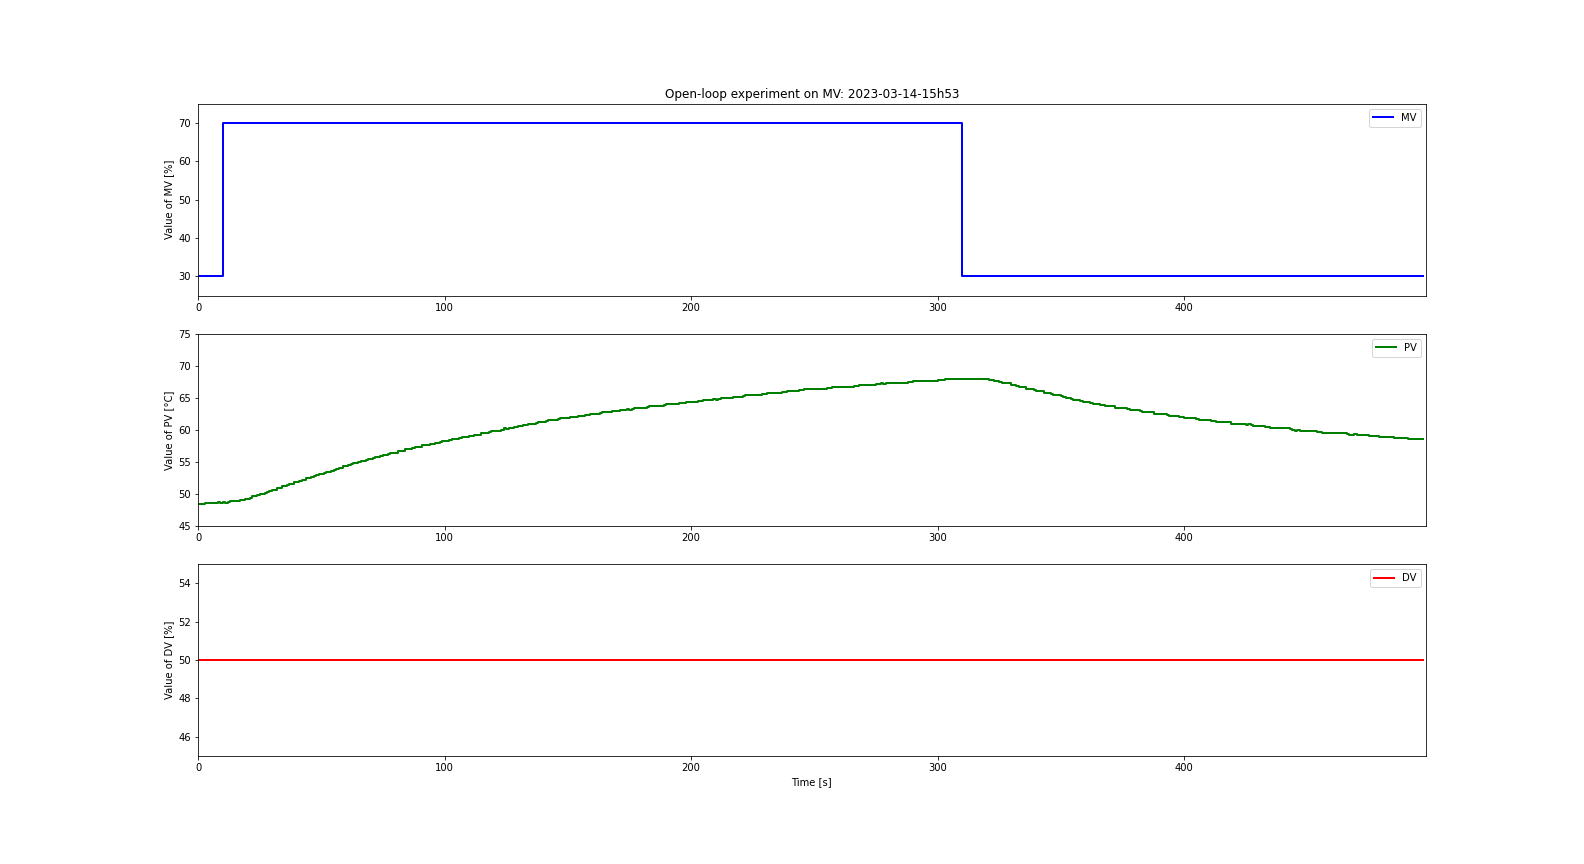 Open-loop experiment on MV: 2023-03-14-15h53
Value of MV [%]
70
60
50
40
30
MV
0 100 200 300 400
Value of PV [°C]
75
70
65
60
55
50
45
PV
0 100 200 300 400
Value of DV [%]
54
52
50
48
46
DV
0 100 200 300 400
Time [s]